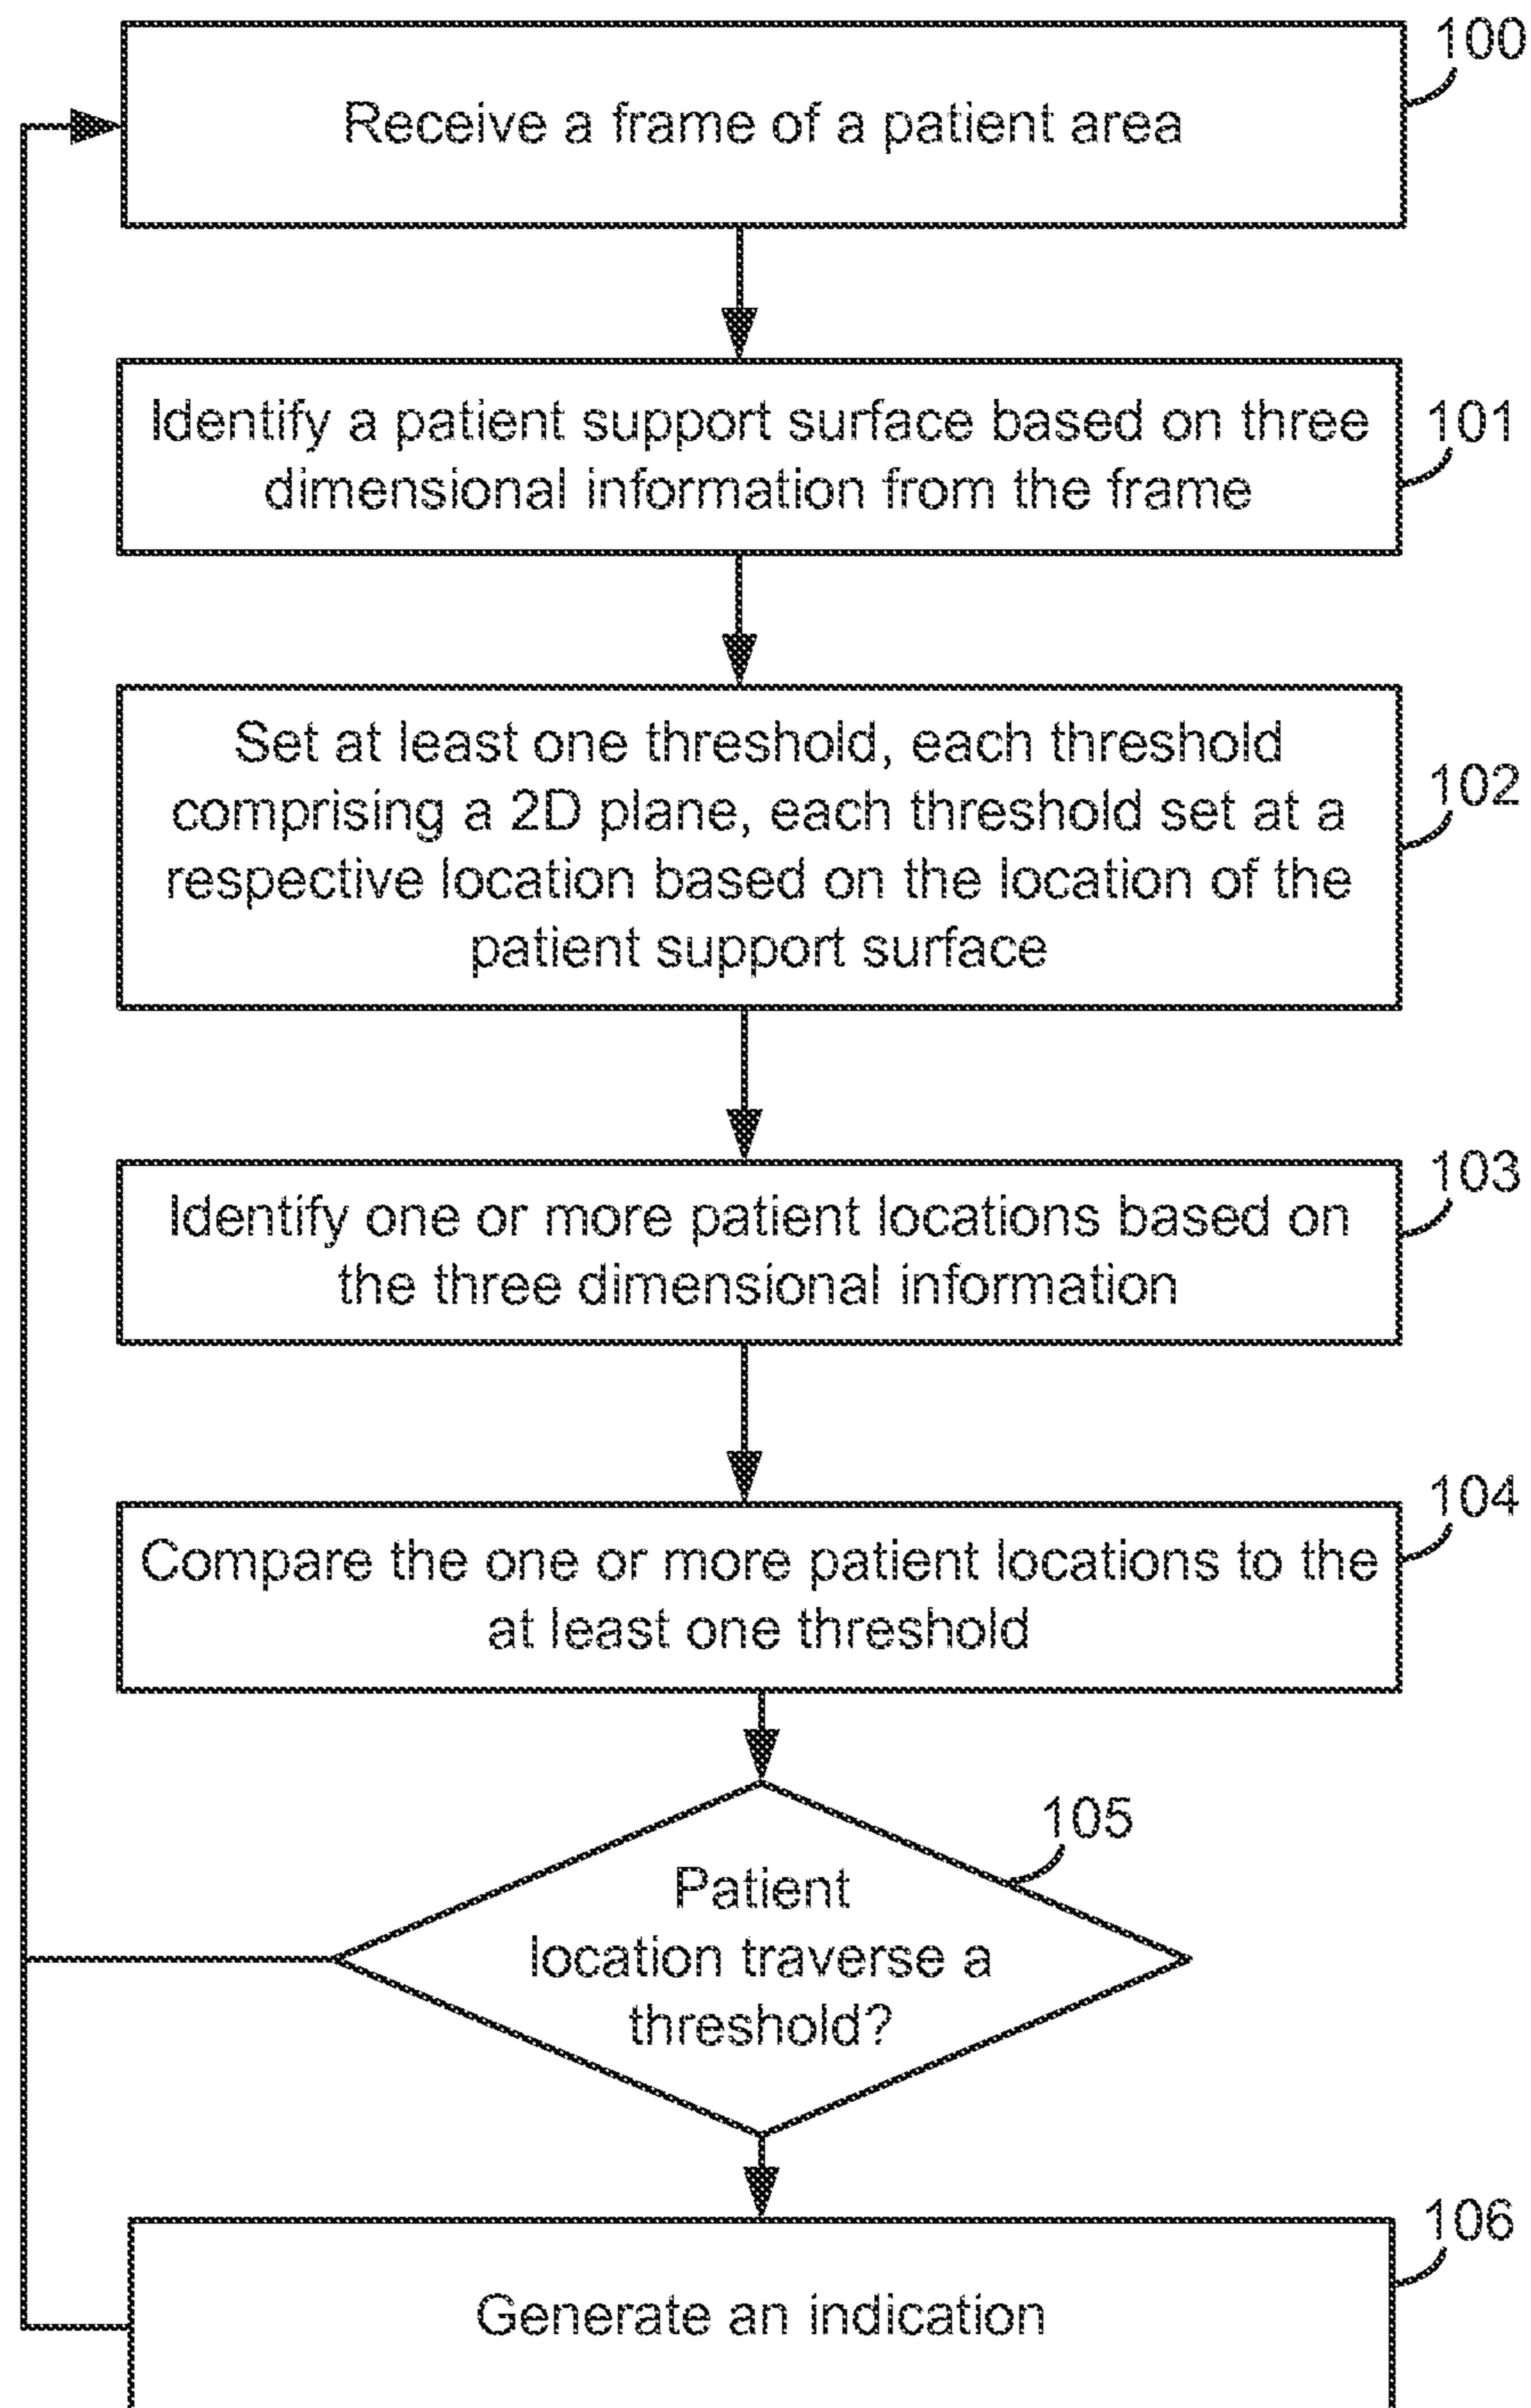 100
Receive a frame of a patient area
Identify a patient support surface based on three
101
dimensional information from the frame
Set at least one threshold, each threshold
102
comprising a 2D plane, each threshold set at a
respective location based on the location of the
patient support surface
103
Identify one or more patient locations based on
the three dimensional information
104
Compare the one or more patient locations to the
at least one threshold
105
Patient
location traverse a
threshold?
106
Generate an indication